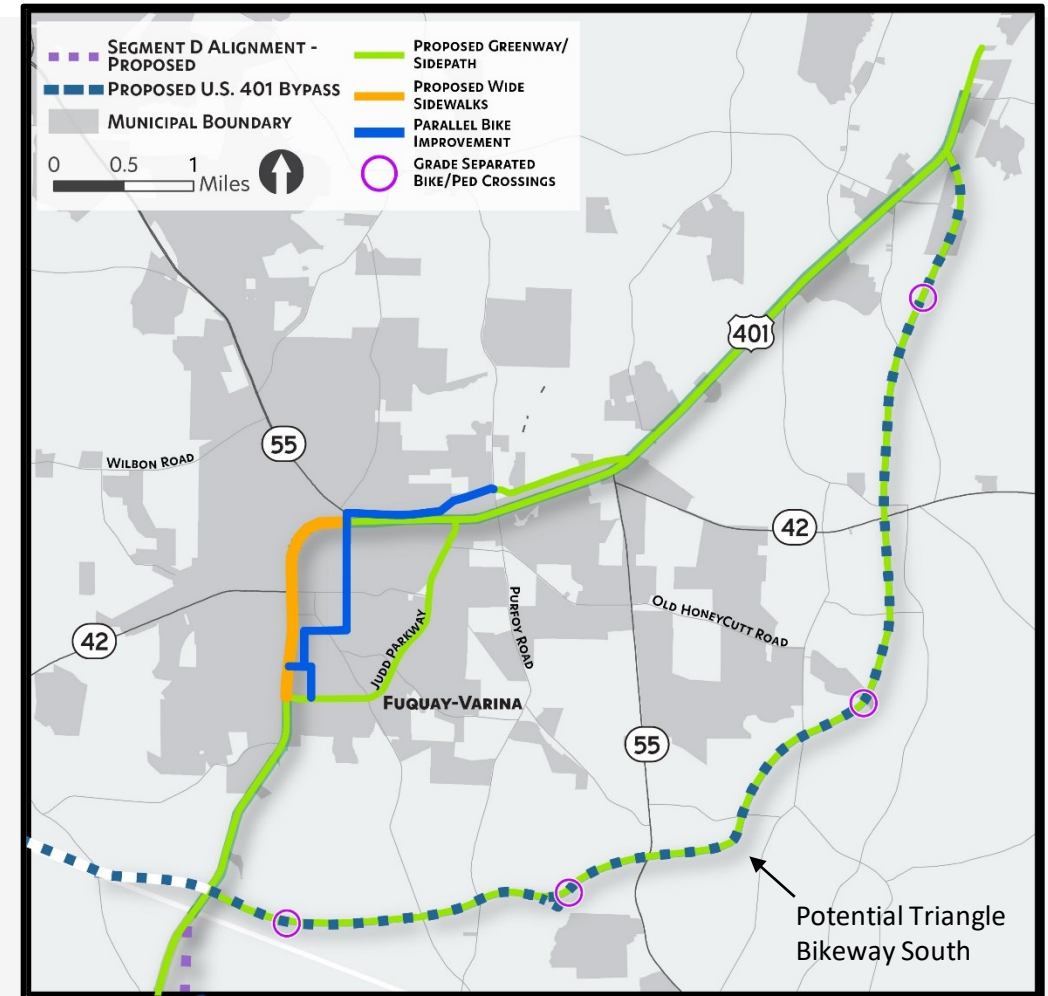 SEGMENT D ALIGNMENT -
PROPOSED
PROPOSED U.S. 401 BYPASS
MUNICIPAL BOUNDARY
0 0.5 1
Miles
PROPOSED GREENWAY/
SIDEPATH
PROPOSED WIDE
SIDEWALKS
PARALLEL BIKE
IMPROVEMENT
GRADE SEPARATED
BIKE/PED CROSSINGS
401
55
WILBON ROAD
42
42
PURFOY ROAD
OLD HONEYCUTT ROAD
JUDD PARKWAY
FUQUAY-VARINA
55
Potential Triangle
Bikeway South